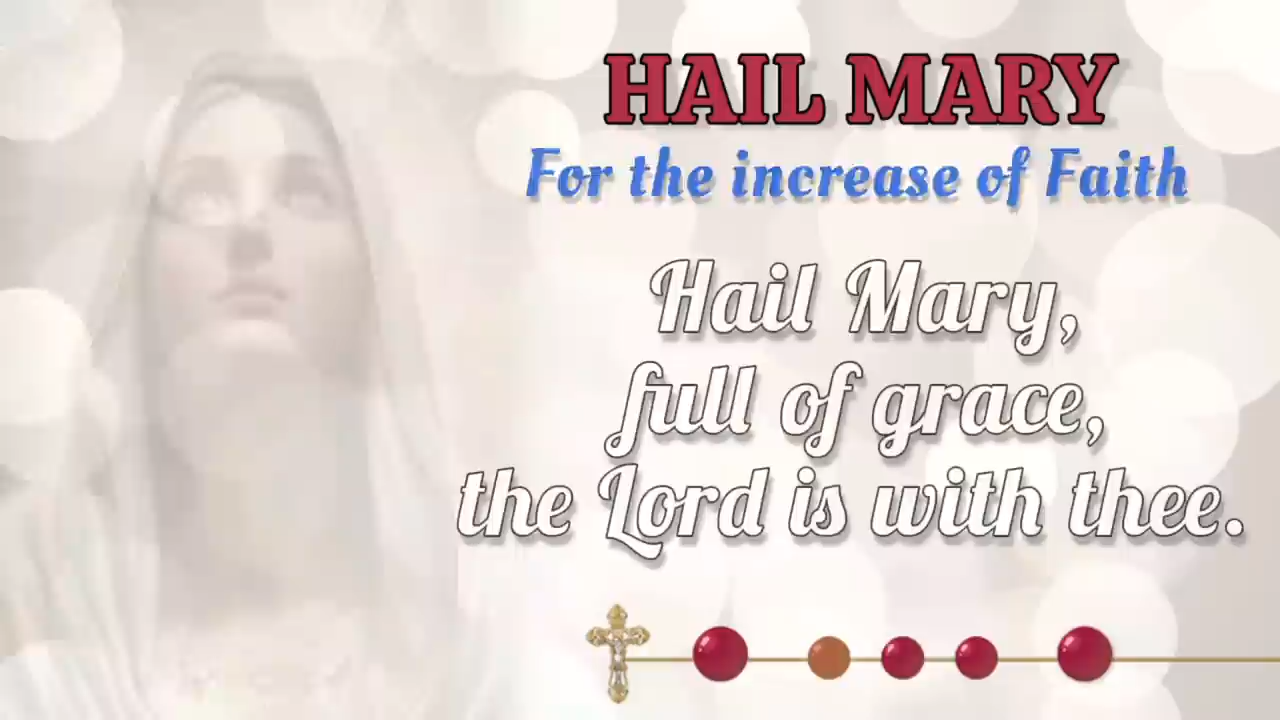 HAIL MARY
For the increase of Faith
Hail Mary,
full of grace,
the Lord is with thee.